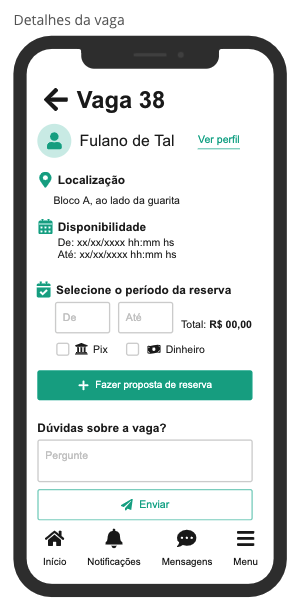 Detalhes da vaga
Vaga 38
Fulano de Tal
Ver perfil
Localização
Bloco A, ao lado da guarita
Disponibilidade
De: xx/xx/xxxx hh:mm hs
Até: xx/xx/xxxx hh:mm hs
Selecione o período da reserva
De
Até
Total: R$ 00,00
Pix
Dinheiro
Fazer proposta de reserva
Dúvidas sobre a vaga?
Pergunte
Enviar
Início
Notificações
Mensagens
Menu